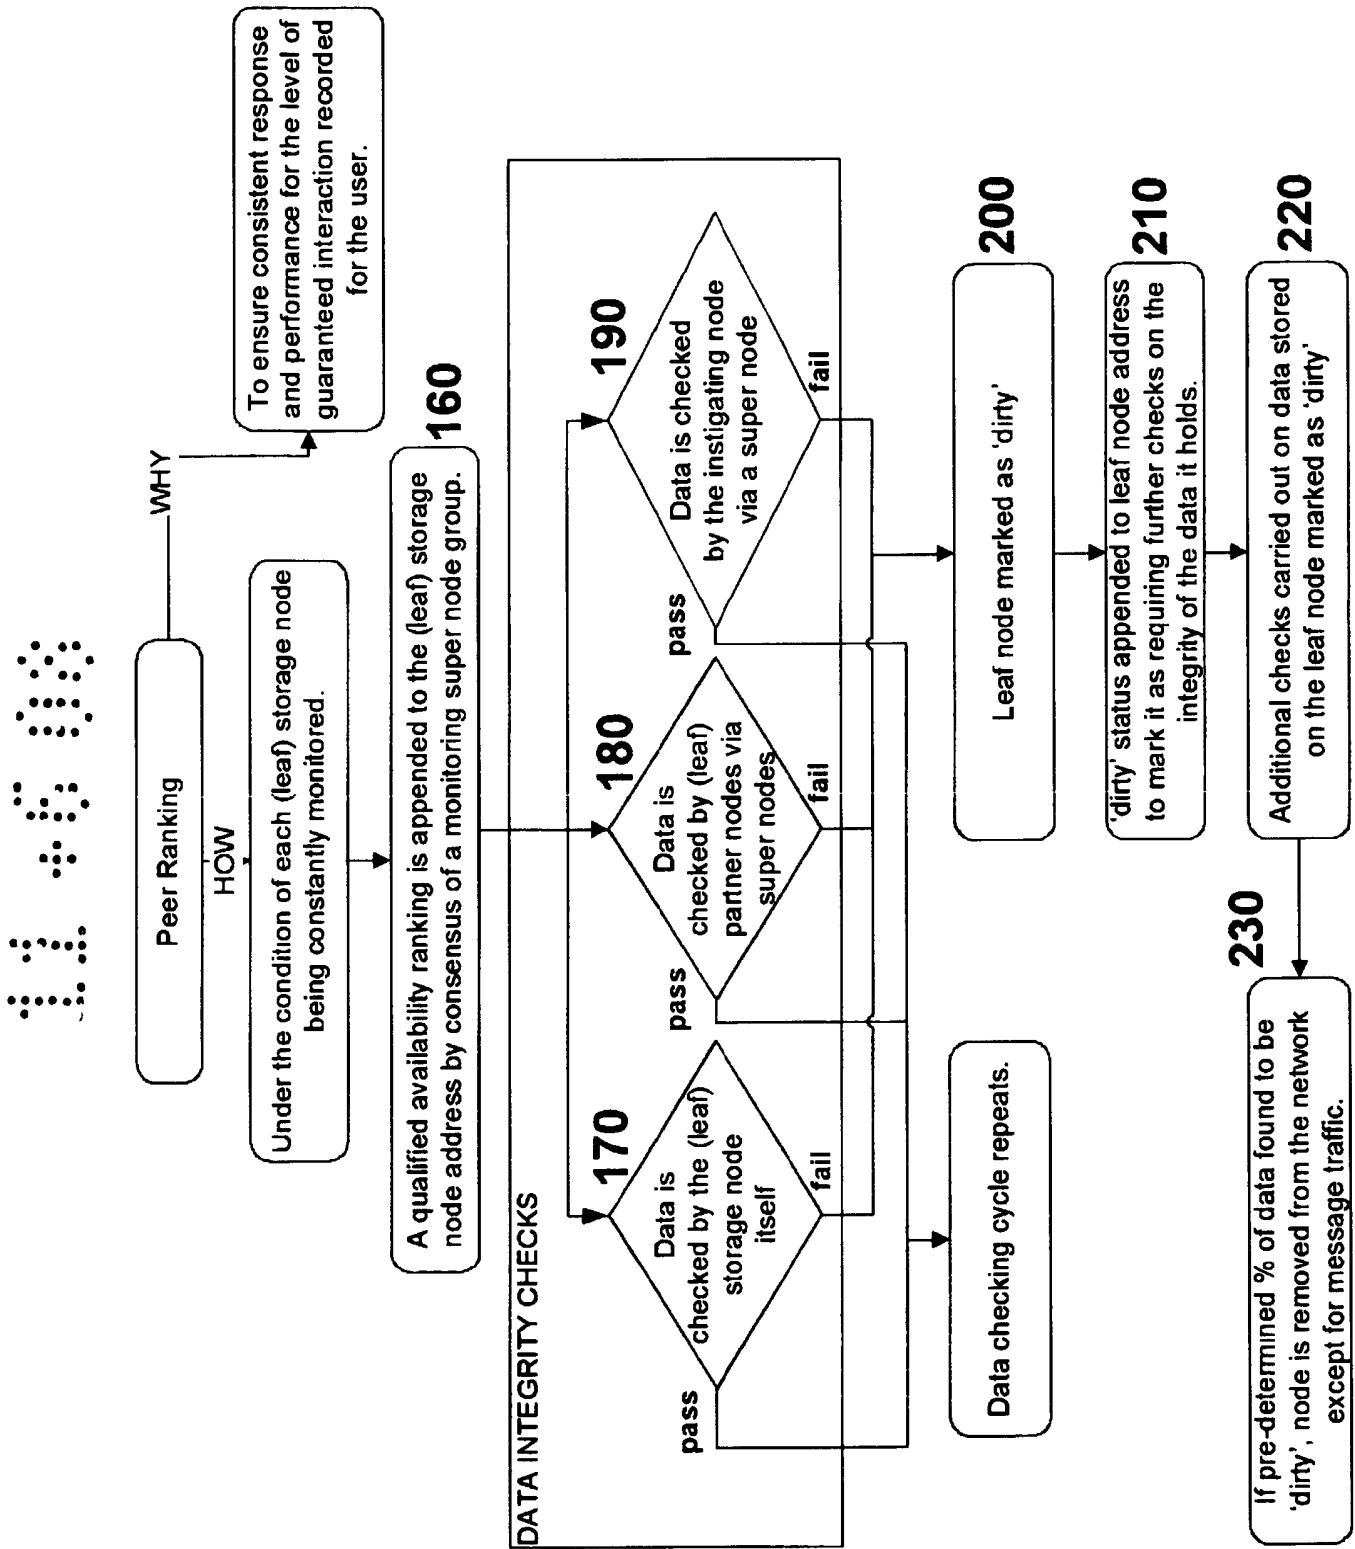 11 +6 08
Peer Ranking
WHY
To ensure consistent response
and performance for the level of
guaranteed interaction recorded
for the user.
HOW
Under the condition of each (leaf) storage node
being constantly monitored.
160
A qualified availability ranking is appended to the (leaf) storage
node address by consensus of a monitoring super node group.
DATA INTEGRITY CHECKS
170
Data is
checked by the (leaf)
storage node
itself
pass
fail
180
Data is
checked by (leaf)
partner nodes via
super nodes
pass
fail
190
Data is checked
by the instigating node
via a super node
pass
fail
Data checking cycle repeats.
200
Leaf node marked as ‘dirty’
210
‘dirty’ status appended to leaf node address
to mark it as requiring further checks on the
integrity of the data it holds.
220
Additional checks carried out on data stored
on the leaf node marked as ‘dirty’
230
If pre-determined % of data found to be
‘dirty’, node is removed from the network
except for message traffic.